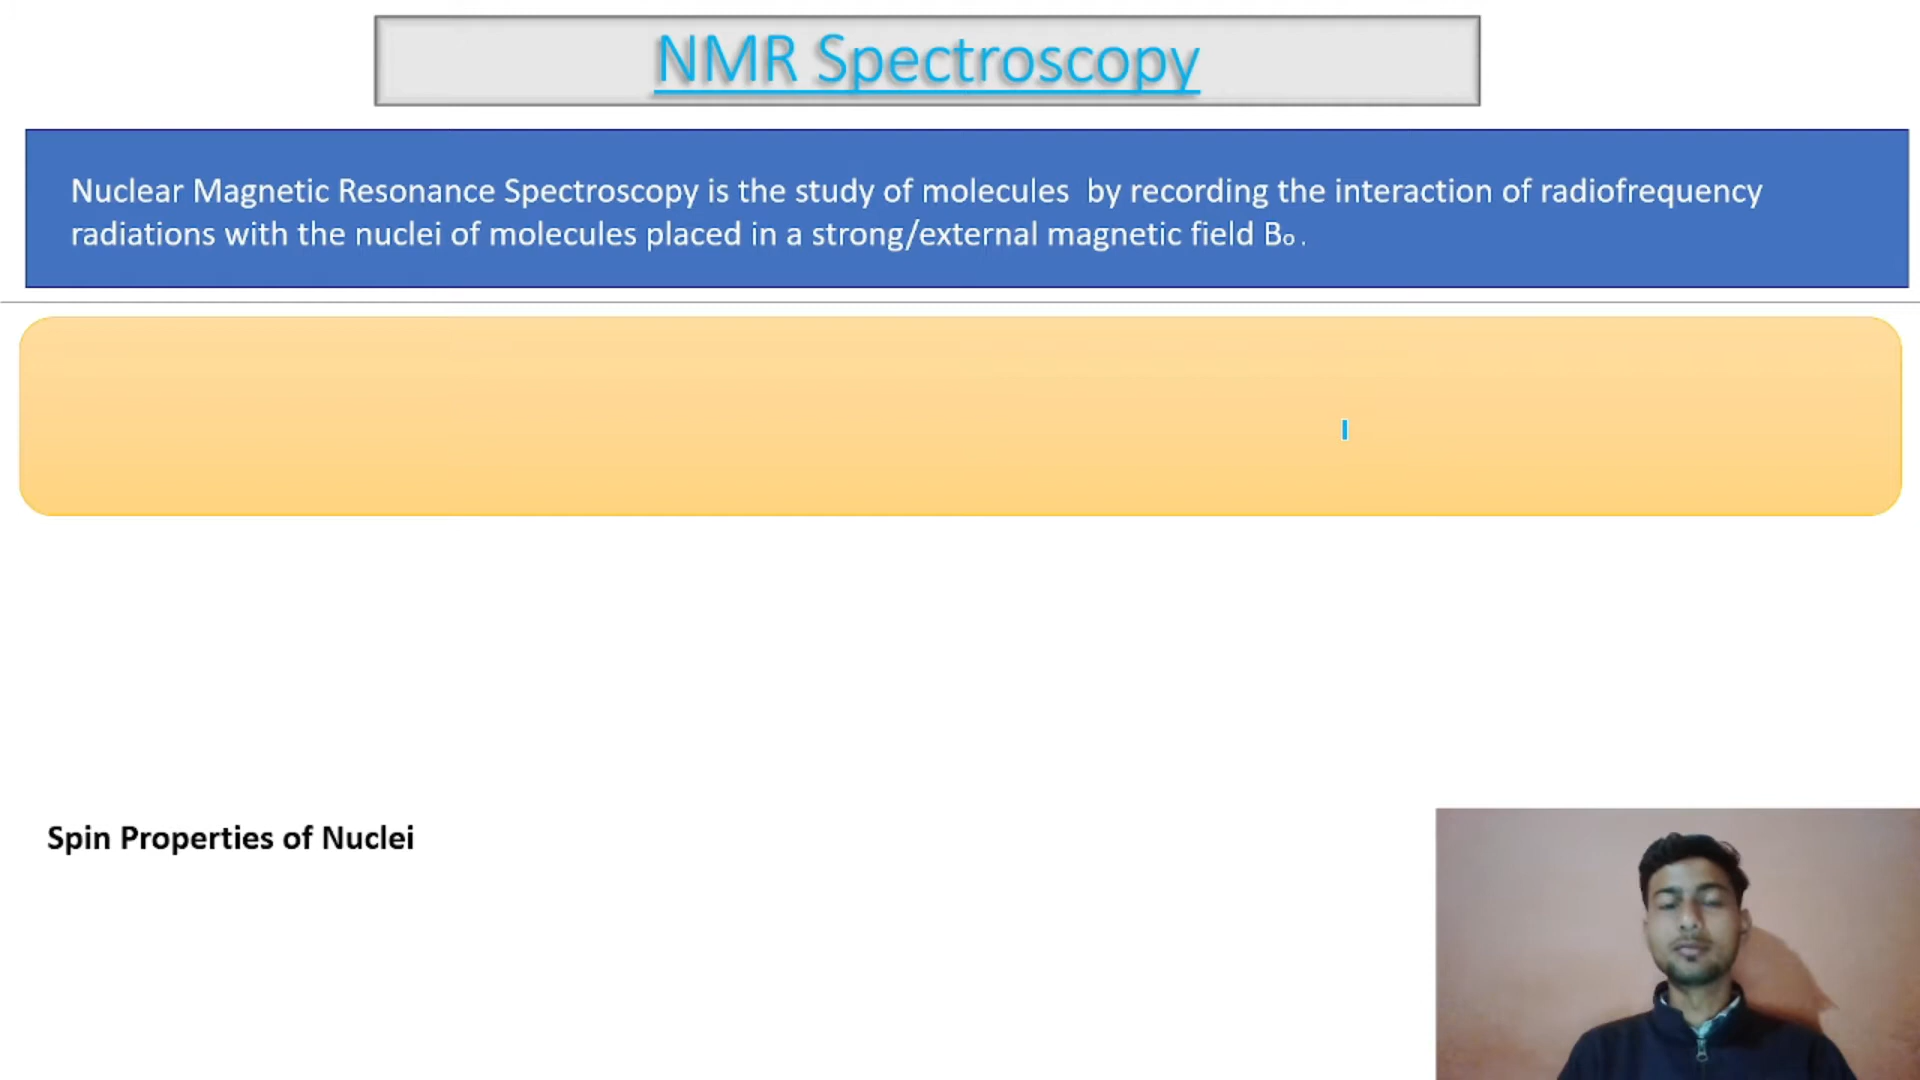 NMR Spectroscopy
Nuclear Magnetic Resonance Spectroscopy is the study of molecules by recording the interaction of radiofrequency
radiations with the nuclei of molecules placed in a strong/external magnetic field B₀ .
Spin Properties of Nuclei